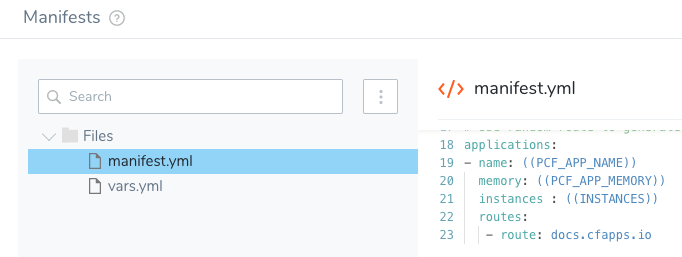 Manifests ?
Search
Files
manifest.yml
vars.yml
</> manifest.yml
18 applications:
19 - name: ((PCF_APP_NAME))
20 memory: ((PCF_APP_MEMORY))
21 instances : ((INSTANCES))
22 routes:
23 - route: docs.cfapps.io